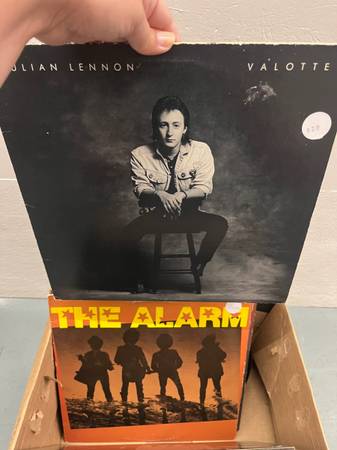 JULIAN LENNON VALOTTE
THE ALARM